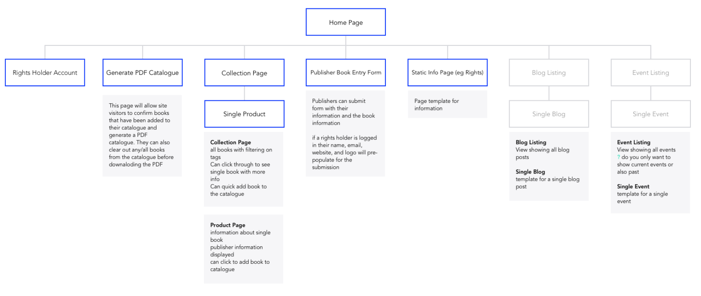 Home Page
Rights Holder Account
Generate PDF Catalogue
Collection Page
Publisher Book Entry Form
Static Info Page (eg Rights)
Blog Listing
Event Listing
This page will allow site
visitors to confirm books
that have been added to
their catalogue and
generate a PDF
catalogue. They can also
clear out any/all books
from the catalogue before
downaloding the PDF
Single Product
Collection Page
all books with filtering on
tags
Can click through to see
single book with more
info
Can quick add book to
the catalogue
Product Page
information about single
book
publisher information
displayed
can click to add book to
catalogue
Publishers can submit
form with their
information and the book
information
if a rights holder is logged
in their name, email,
website, and logo will pre-
populate for the
submission
Page template for
information
Single Blog
Blog Listing
View showing all blog
posts
Single Blog
template for a single blog
post
Single Event
Event Listing
View showing all events
? do you only want to
show current events or
also past
Single Event
template for a single
event